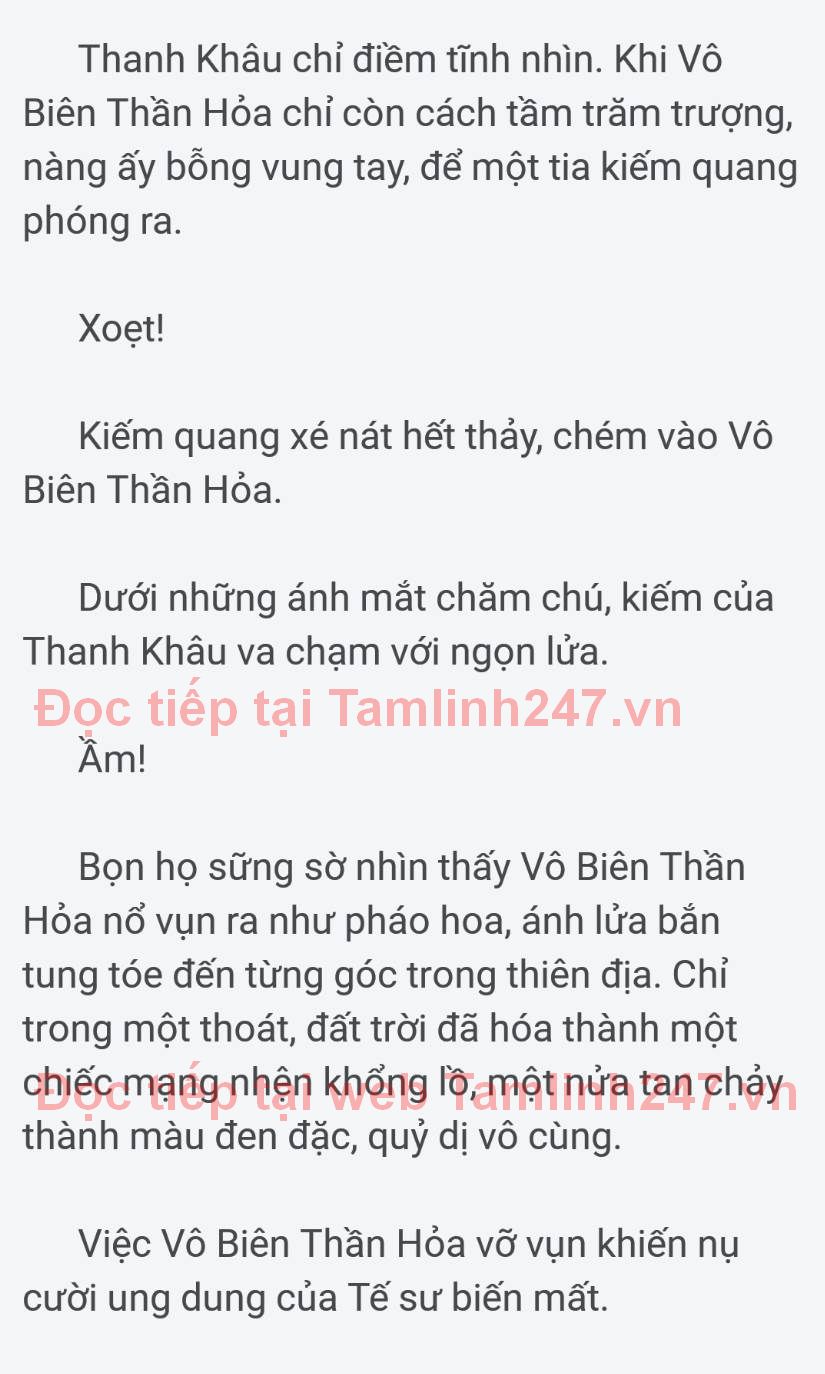 Thanh Khâu chỉ điềm tĩnh nhìn. Khi Vô
Biên Thần Hỏa chỉ còn cách tầm trăm trượng,
nàng ấy bỗng vung tay, để một tia kiếm quang
phóng ra.
Xoẹt!
Kiếm quang xé nát hết thảy, chém vào Vô
Biên Thần Hỏa.
Dưới những ánh mắt chăm chú, kiếm của
Thanh Khâu va chạm với ngọn lửa.
Đọc tiếp tại Tamlinh247.vn
Ầm!
Bọn họ sững sờ nhìn thấy Vô Biên Thần
Hỏa nổ vụn ra như pháo hoa, ánh lửa bắn
tung tóe đến từng góc trong thiên địa. Chỉ
trong một thoát, đất trời đã hóa thành một
chiếc mạng nhện khổng lồ, một nửa tan chảy
Đọc tiếp tại web Tamlinh247.vn
thành màu đen đặc, quỷ dị vô cùng.
Việc Vô Biên Thần Hỏa vỡ vụn khiến nụ
cười ung dung của Tế sư biến mất.